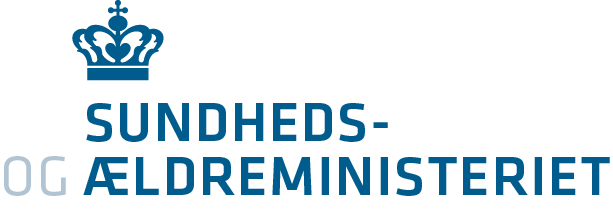 SUNDHEDS-
OG ÆLDREMINISTERIET